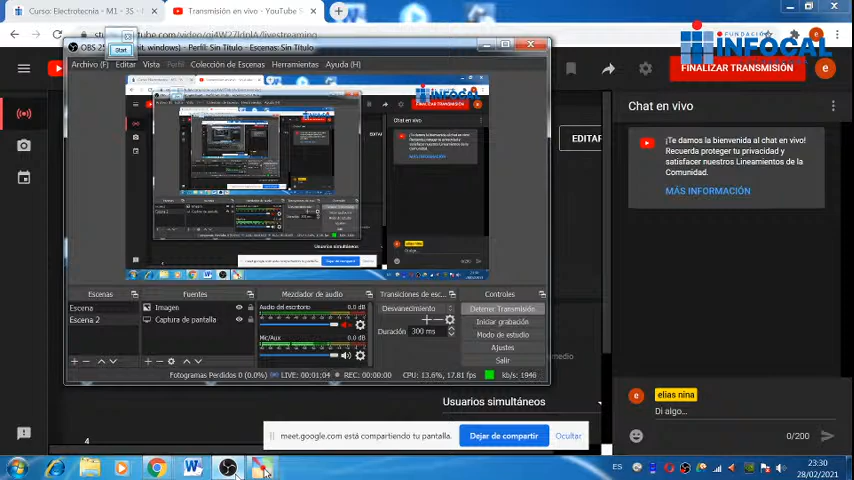 Curso: Electrotecnia - M1 - 3S -
Transmisión en vivo - YouTube S
livestreaming
FUNDACIÓN
INFOCAL
FINALIZAR TRANSMISIÓN
e
Start
Perfil: Sin Título - Escenas: Sin Título
Archivo (F)
Editar
Vista
Perfil
Colección de Escenas
Herramientas
Ayuda (H)
EDITAR
Chat en vivo
¡Te damos la bienvenida al chat en vivo!
Recuerda proteger tu privacidad y
satisfacer nuestros Lineamientos de la
Comunidad.
MÁS INFORMACIÓN
Escenas
Fuentes
Mezclador de audio
Transiciones de esc...
Controles
Escena
Escena 2
Imagen
Captura de pantalla
Audio del escritorio
0.0 dB
Mic/Aux
0.0 dB
Desvanecimiento
Duración
300 ms
Detener Transmisión
Iniciar grabación
Modo de estudio
Ajustes
Salir
Fotogramas Perdidos 0 (0.0%)
LIVE: 00:01:04
REC: 00:00:00
CPU: 13.6%, 17.81 fps
kb/s: 1946
medio
Usuarios simultáneos
4
e
elias nina
Di algo...
0/200
meet.google.com está compartiendo tu pantalla.
Dejar de compartir
Ocultar
ES
23:30
28/02/2021